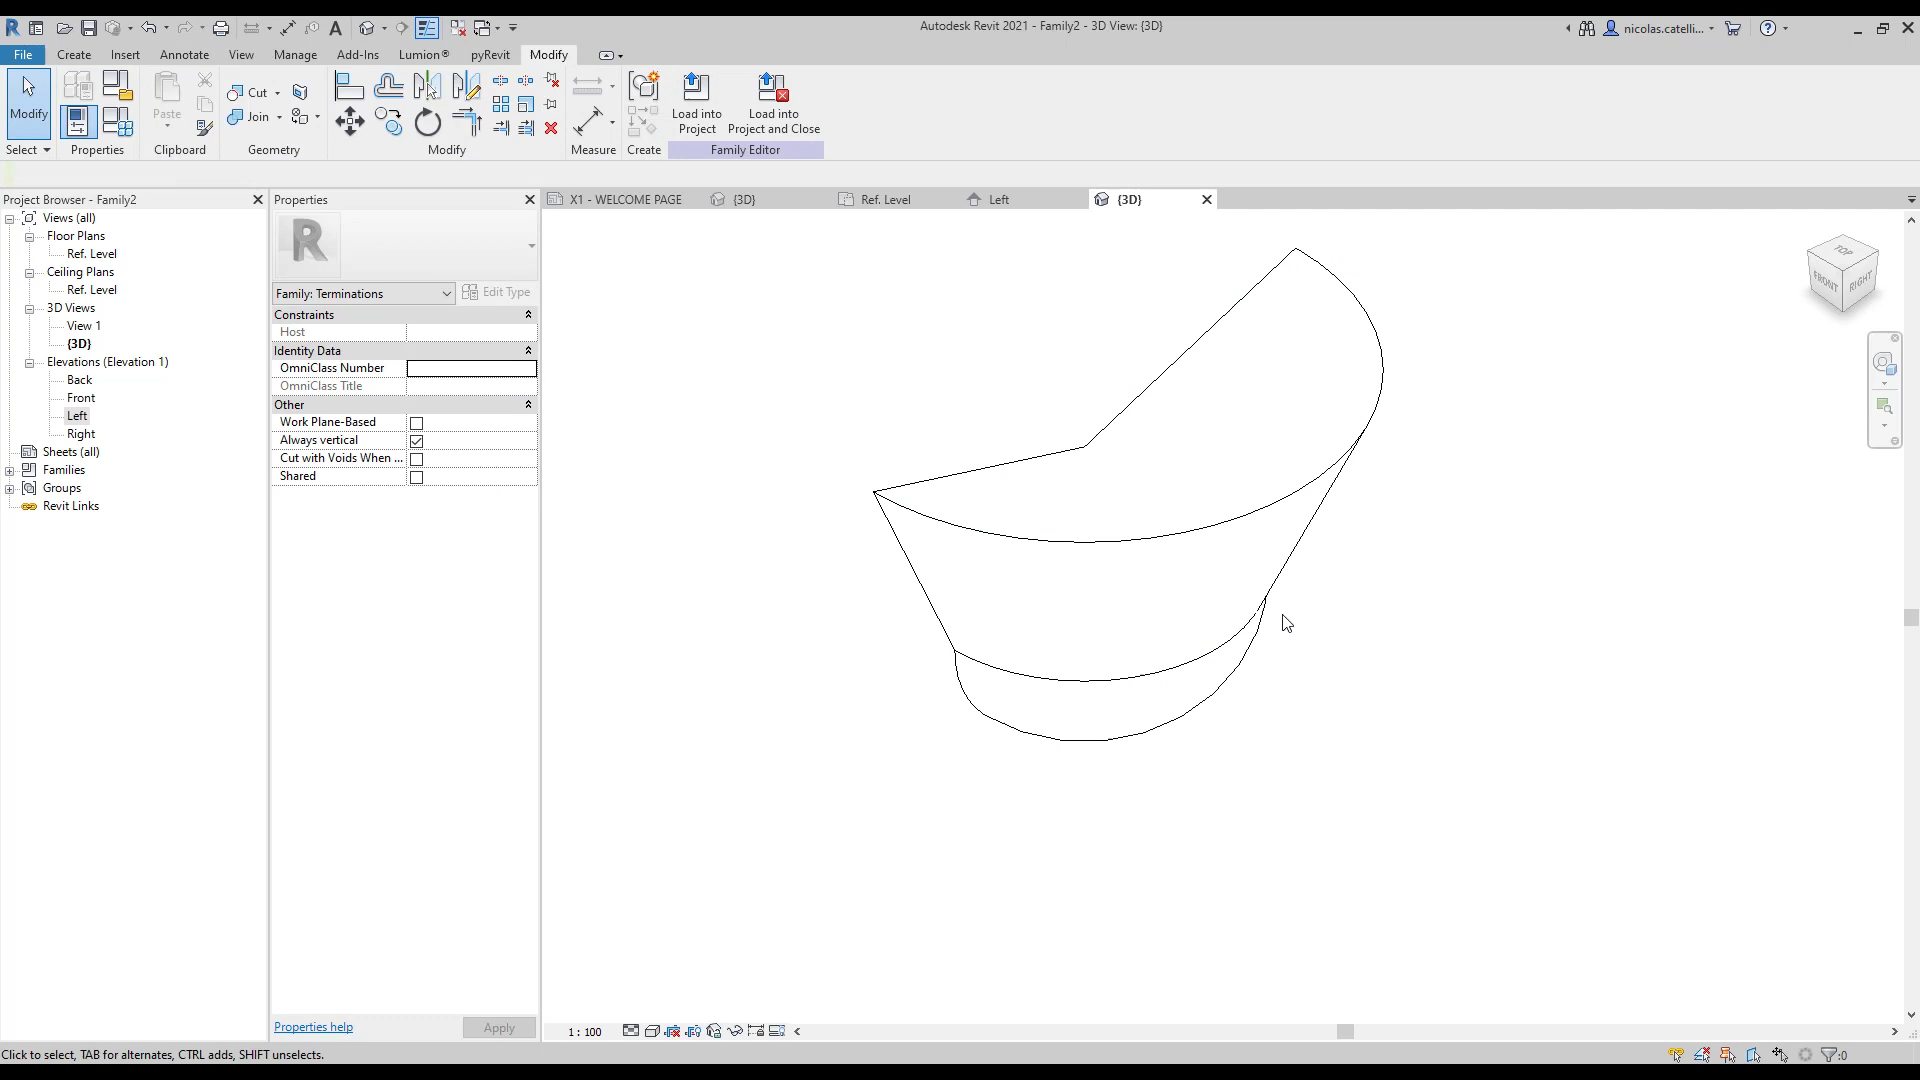 Autodesk Revit 2021 - Family2 - 3D View: {3D}
nicolas.catelli...
File Create Insert Annotate View Manage Add-Ins Lumion® pyRevit Modify
Modify
Paste
Cut
Join
Load into
Project
Load into
Project and Close
Select Properties Clipboard Geometry Modify Measure Create Family Editor
Project Browser - Family2
Views (all)
Floor Plans
Ref. Level
Ceiling Plans
Ref. Level
3D Views
View 1
{3D}
Elevations (Elevation 1)
Back
Front
Left
Right
Sheets (all)
Families
Groups
Revit Links
Properties
R
Family: Terminations
Edit Type
Constraints
Host
Identity Data
OmniClass Number
OmniClass Title
Other
Work Plane-Based
Always vertical
Cut with Voids When ...
Shared
Properties help
Apply
X1 - WELCOME PAGE
{3D}
Ref. Level
Left
{3D}
TOP
FRONT
RIGHT
1 : 100
Click to select, TAB for alternates, CTRL adds, SHIFT unselects.
:0